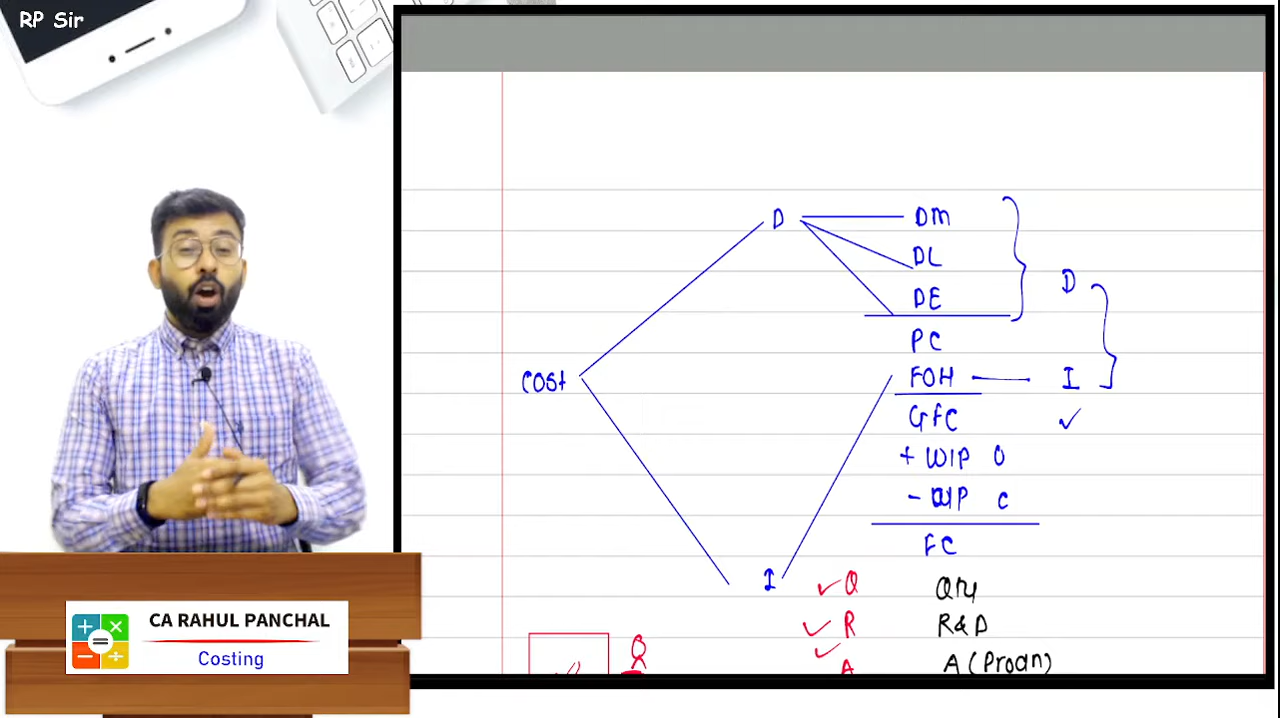 RP Sir
D
DM
DL
DE
D
PC
COST
FOH
I
GFC
+ WIP O
- WIP C
FC
I
Q
Qty
R
R&D
A
A (Prodn)
Q
CA RAHUL PANCHAL
Costing